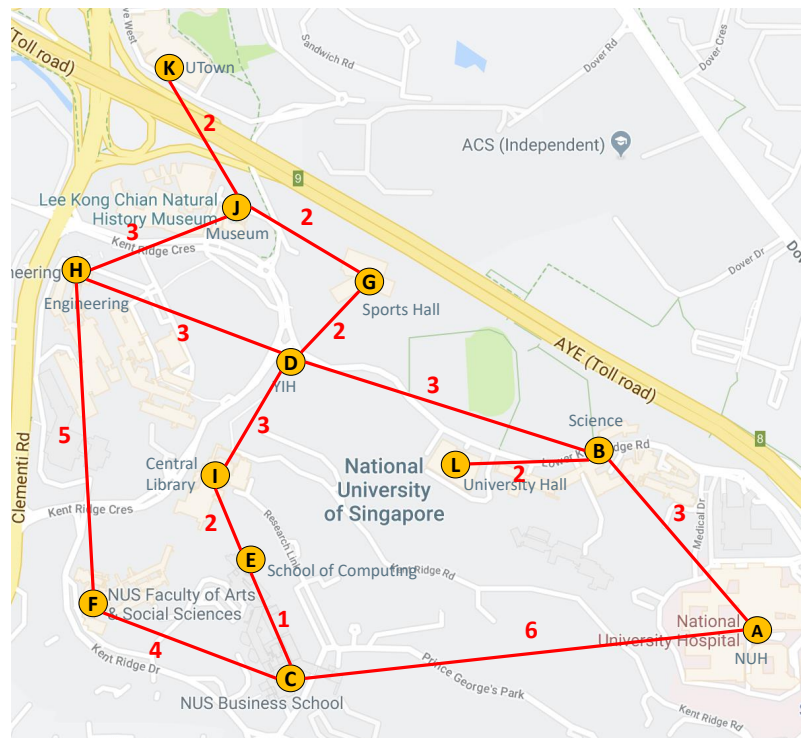 (Toll road)
ve West
K
UTown
Sandwich Rd
Dover Rd
Dover Cres
2
ACS (Independent)
9
Lee Kong Chian Natural
History Museum
J
Museum
2
3
Kent Ridge Cres
neering
H
Engineering
G
Sports Hall
Dover Dr
Do
3
2
D
YIH
AYE (Toll road)
3
5
3
Science
B
Lower K Rd
8
Clementi Rd
Central
Library
I
National
University
of Singapore
L
University Hall
2
Kent Ridge Cres
2
Research Link
3
Medical Dr
E
School of Computing
Kent Ridge Rd
F
NUS Faculty of Arts
& Social Sciences
1
6
National
University Hospital
A
NUH
4
Kent Ridge Dr
C
NUS Business School
Prince George's Park
Kent Ridge Rd